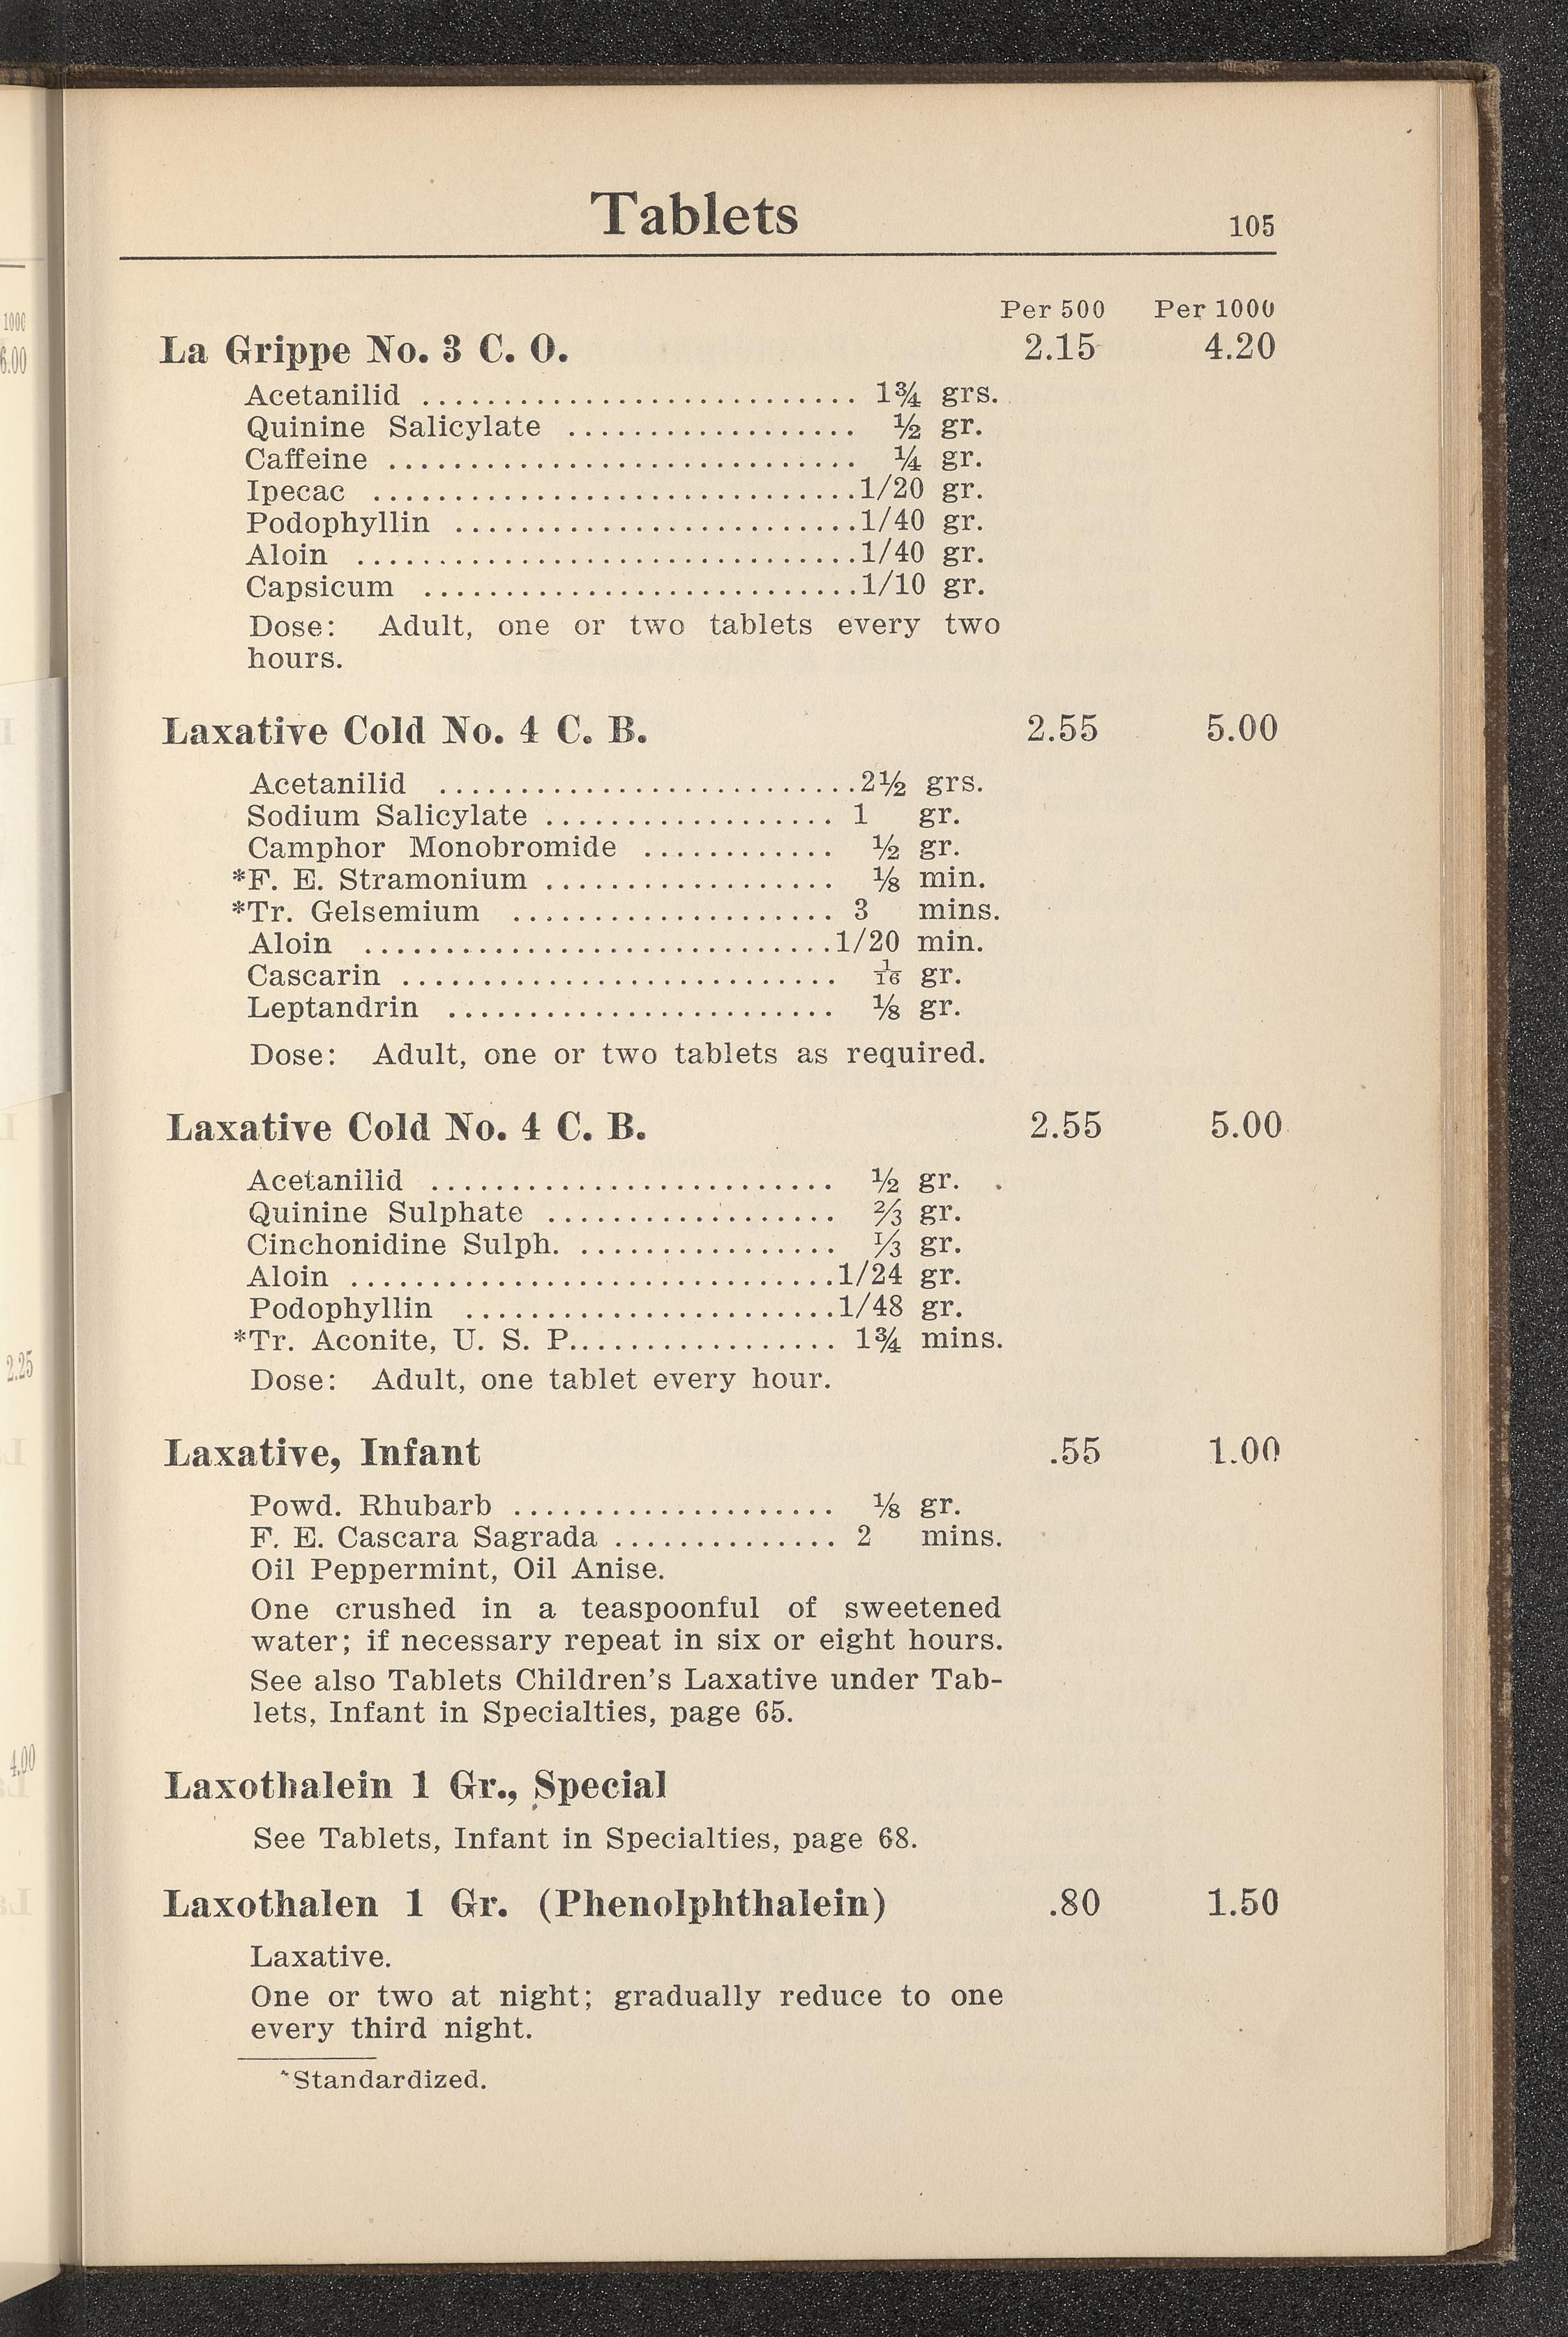 Tablets 105
Per 500 Per 1000
La Grippe No. 3 C. O. 2.15 4.20
Acetanilid ........................... 1¾ grs.
Quinine Salicylate .................. ½ gr.
Caffeine ............................. ¼ gr.
Ipecac ..............................1/20 gr.
Podophyllin .........................1/40 gr.
Aloin ...............................1/40 gr.
Capsicum ...........................1/10 gr.
Dose: Adult, one or two tablets every two
hours.
Laxative Cold No. 4 C. B. 2.55 5.00
Acetanilid ..........................2½ grs.
Sodium Salicylate .................. 1 gr.
Camphor Monobromide ............ ½ gr.
*F. E. Stramonium .................. ⅛ min.
*Tr. Gelsemium .................... 3 mins.
Aloin .............................1/20 min.
Cascarin ........................... 1/16 gr.
Leptandrin ........................ ⅛ gr.
Dose: Adult, one or two tablets as required.
Laxative Cold No. 4 C. B. 2.55 5.00
Acetanilid ......................... ½ gr.
Quinine Sulphate .................. ⅔ gr.
Cinchonidine Sulph. ................ ⅓ gr.
Aloin ..............................1/24 gr.
Podophyllin .......................1/48 gr.
*Tr. Aconite, U. S. P................. 1¾ mins.
Dose: Adult, one tablet every hour.
Laxative, Infant .55 1.00
Powd. Rhubarb .................... ⅛ gr.
F. E. Cascara Sagrada .............. 2 mins.
Oil Peppermint, Oil Anise.
One crushed in a teaspoonful of sweetened
water; if necessary repeat in six or eight hours.
See also Tablets Children's Laxative under Tab-
lets, Infant in Specialties, page 65.
Laxothalein 1 Gr., Special
See Tablets, Infant in Specialties, page 68.
Laxothalen 1 Gr. (Phenolphthalein) .80 1.50
Laxative.
One or two at night; gradually reduce to one
every third night.
*Standardized.
1000
6.00
2.25
4.00